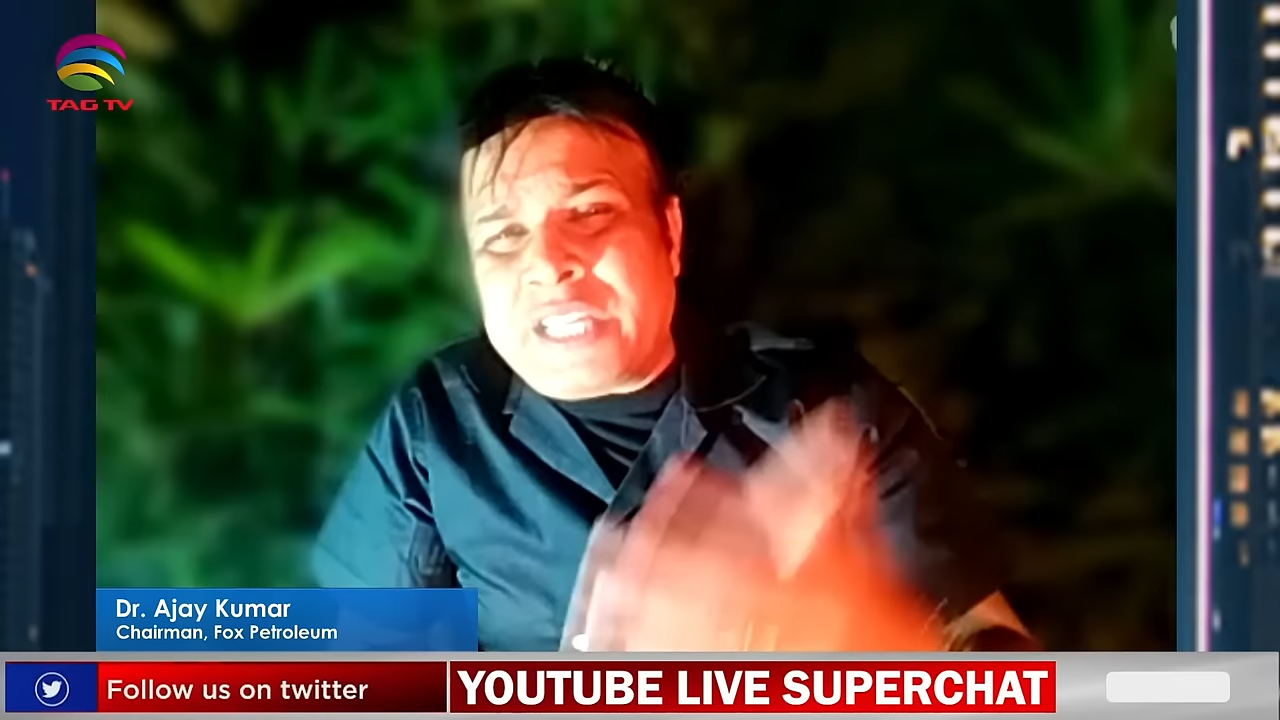 TAG TV
Dr. Ajay Kumar
Chairman, Fox Petroleum
Follow us on twitter
YOUTUBE LIVE SUPERCHAT